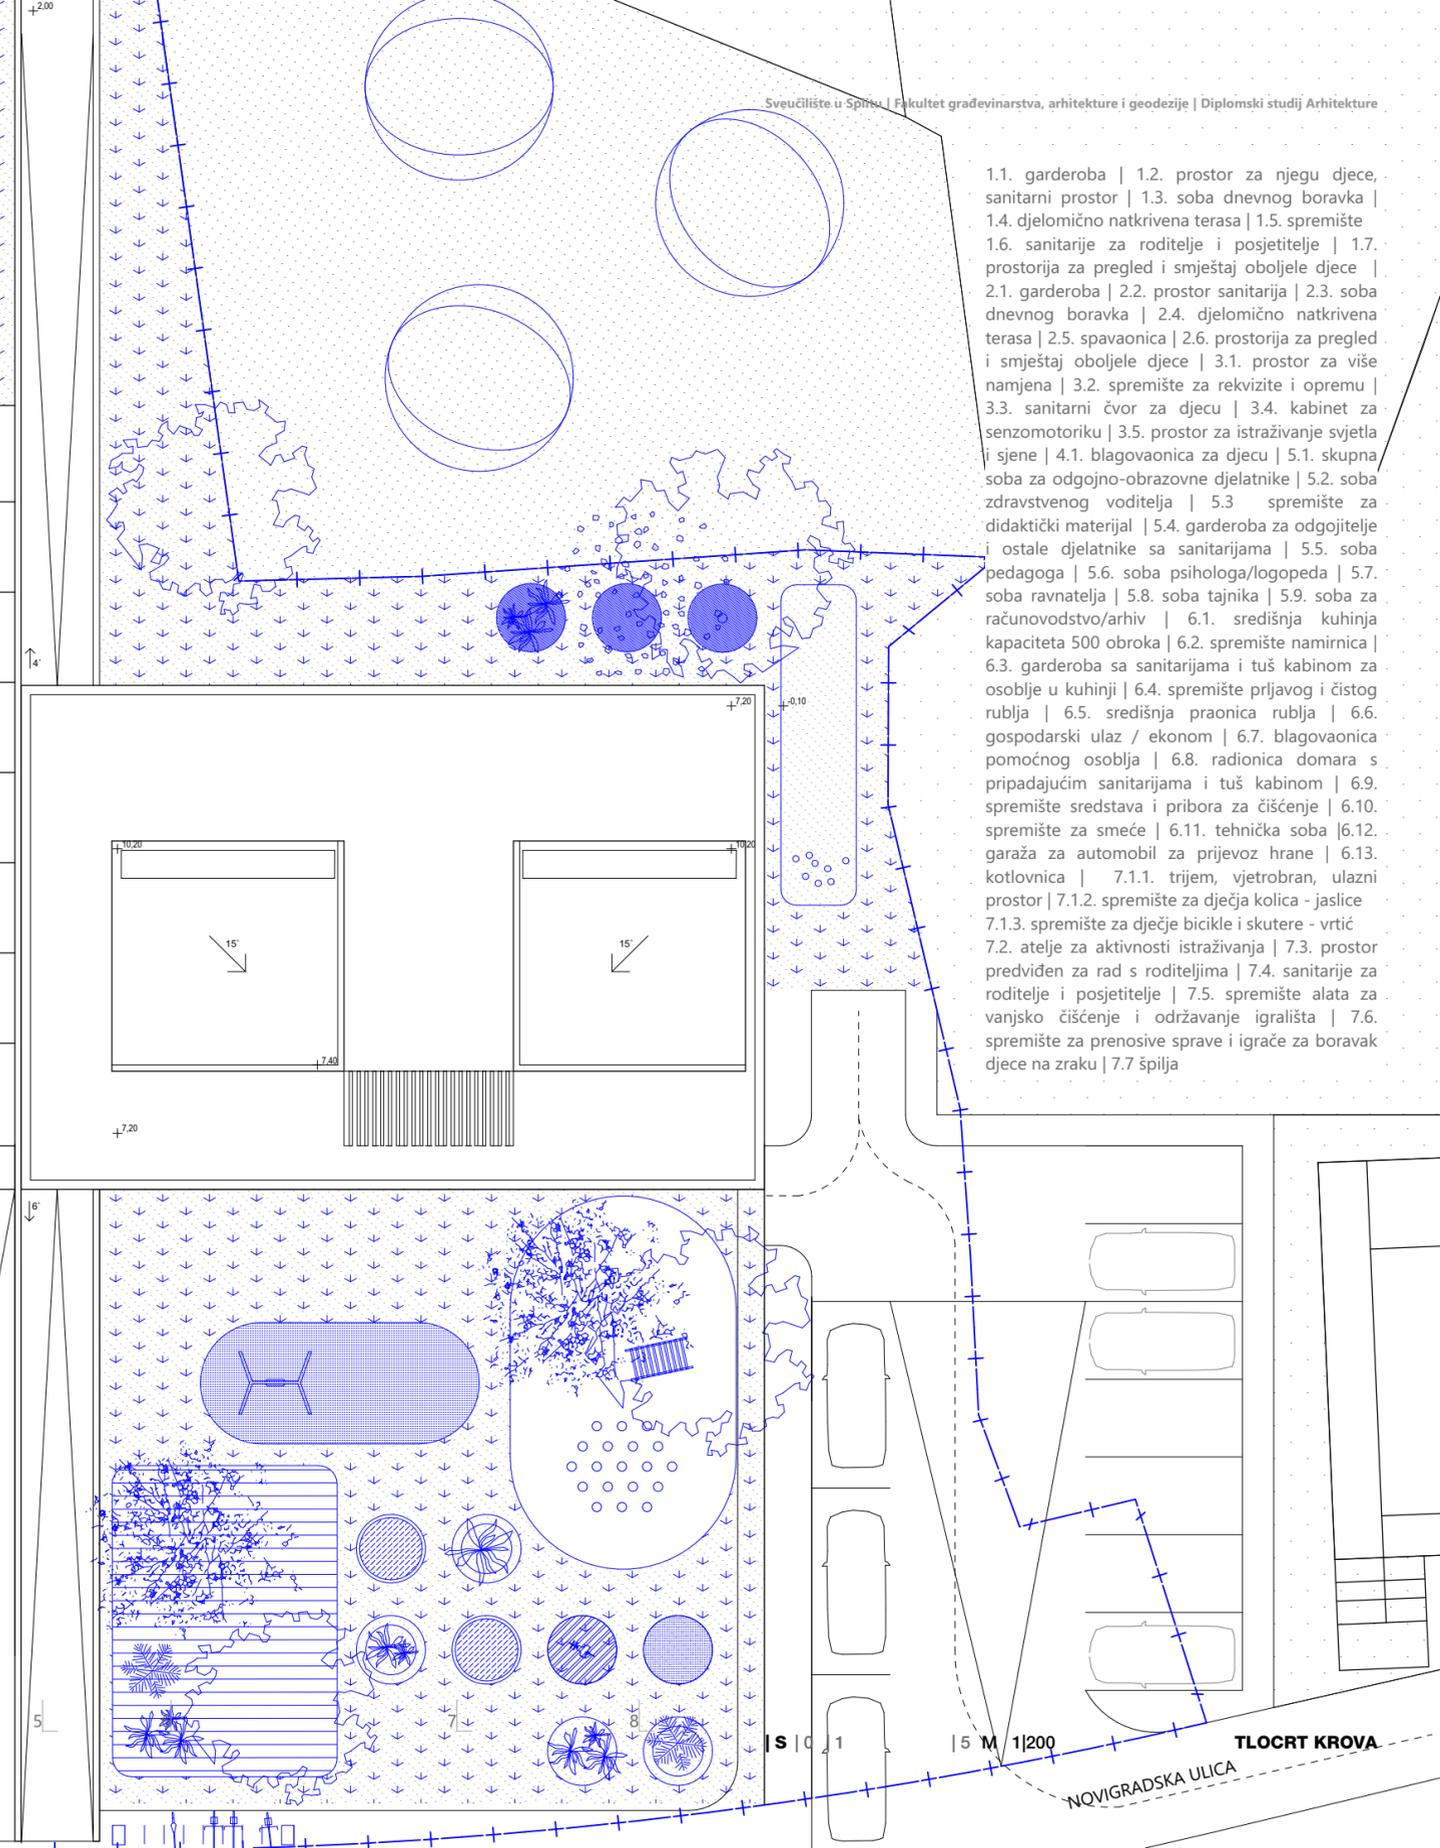 2,00
Sveučilište u Splitu | Fakultet građevinarstva, arhitekture i geodezije | Diplomski studij Arhitekture
1.1. garderoba | 1.2. prostor za njegu djece,
sanitarni prostor | 1.3. soba dnevnog boravka |
1.4. djelomično natkrivena terasa | 1.5. spremište
1.6. sanitarije za roditelje i posjetitelje | 1.7.
prostorija za pregled i smještaj oboljele djece |
2.1. garderoba | 2.2. prostor sanitarija | 2.3. soba
dnevnog boravka | 2.4. djelomično natkrivena
terasa | 2.5. spavaonica | 2.6. prostorija za pregled
i smještaj oboljele djece | 3.1. prostor za više
namjena | 3.2. spremište za rekvizite i opremu |
3.3. sanitarni čvor za djecu | 3.4. kabinet za
senzomotoriku | 3.5. prostor za istraživanje svjetla
i sjene | 4.1. blagovaonica za djecu | 5.1. skupna
soba za odgojno-obrazovne djelatnike | 5.2. soba
zdravstvenog voditelja | 5.3 spremište za
didaktički materijal | 5.4. garderoba za odgojitelje
i ostale djelatnike sa sanitarijama | 5.5. soba
pedagoga | 5.6. soba psihologa/logopeda | 5.7.
soba ravnatelja | 5.8. soba tajnika | 5.9. soba za
računovodstvo/arhiv | 6.1. središnja kuhinja
kapaciteta 500 obroka | 6.2. spremište namirnica |
6.3. garderoba sa sanitarijama i tuš kabinom za
osoblje u kuhinji | 6.4. spremište prljavog i čistog
rublja | 6.5. središnja praonica rublja | 6.6.
gospodarski ulaz / ekonom | 6.7. blagovaonica
pomoćnog osoblja | 6.8. radionica domara s
pripadajućim sanitarijama i tuš kabinom | 6.9.
spremište sredstava i pribora za čišćenje | 6.10.
spremište za smeće | 6.11. tehnička soba |6.12.
garaža za automobil za prijevoz hrane | 6.13.
kotlovnica | 7.1.1. trijem, vjetrobran, ulazni
prostor | 7.1.2. spremište za dječja kolica - jaslice
7.1.3. spremište za dječje bicikle i skutere - vrtić
7.2. atelje za aktivnosti istraživanja | 7.3. prostor
predviđen za rad s roditeljima | 7.4. sanitarije za
roditelje i posjetitelje | 7.5. spremište alata za
vanjsko čišćenje i održavanje igrališta | 7.6.
spremište za prenosive sprave i igrače za boravak
djece na zraku | 7.7 špilja
4°
7,20
-0,10
10,20
10,20
15°
15°
7,40
7,20
6°
5
7
8
| S | 0 | 1 | 5 M 1|200
TLOCRT KROVA
NOVIGRADSKA ULICA